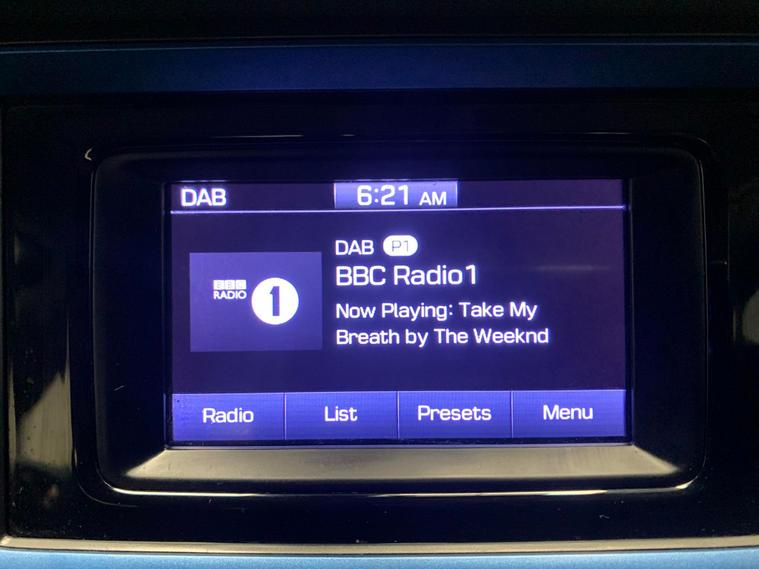 DAB
6:21 AM
DAB P1
BBC Radio1
BBC
RADIO
1
Now Playing: Take My
Breath by The Weeknd
Radio
List
Presets
Menu